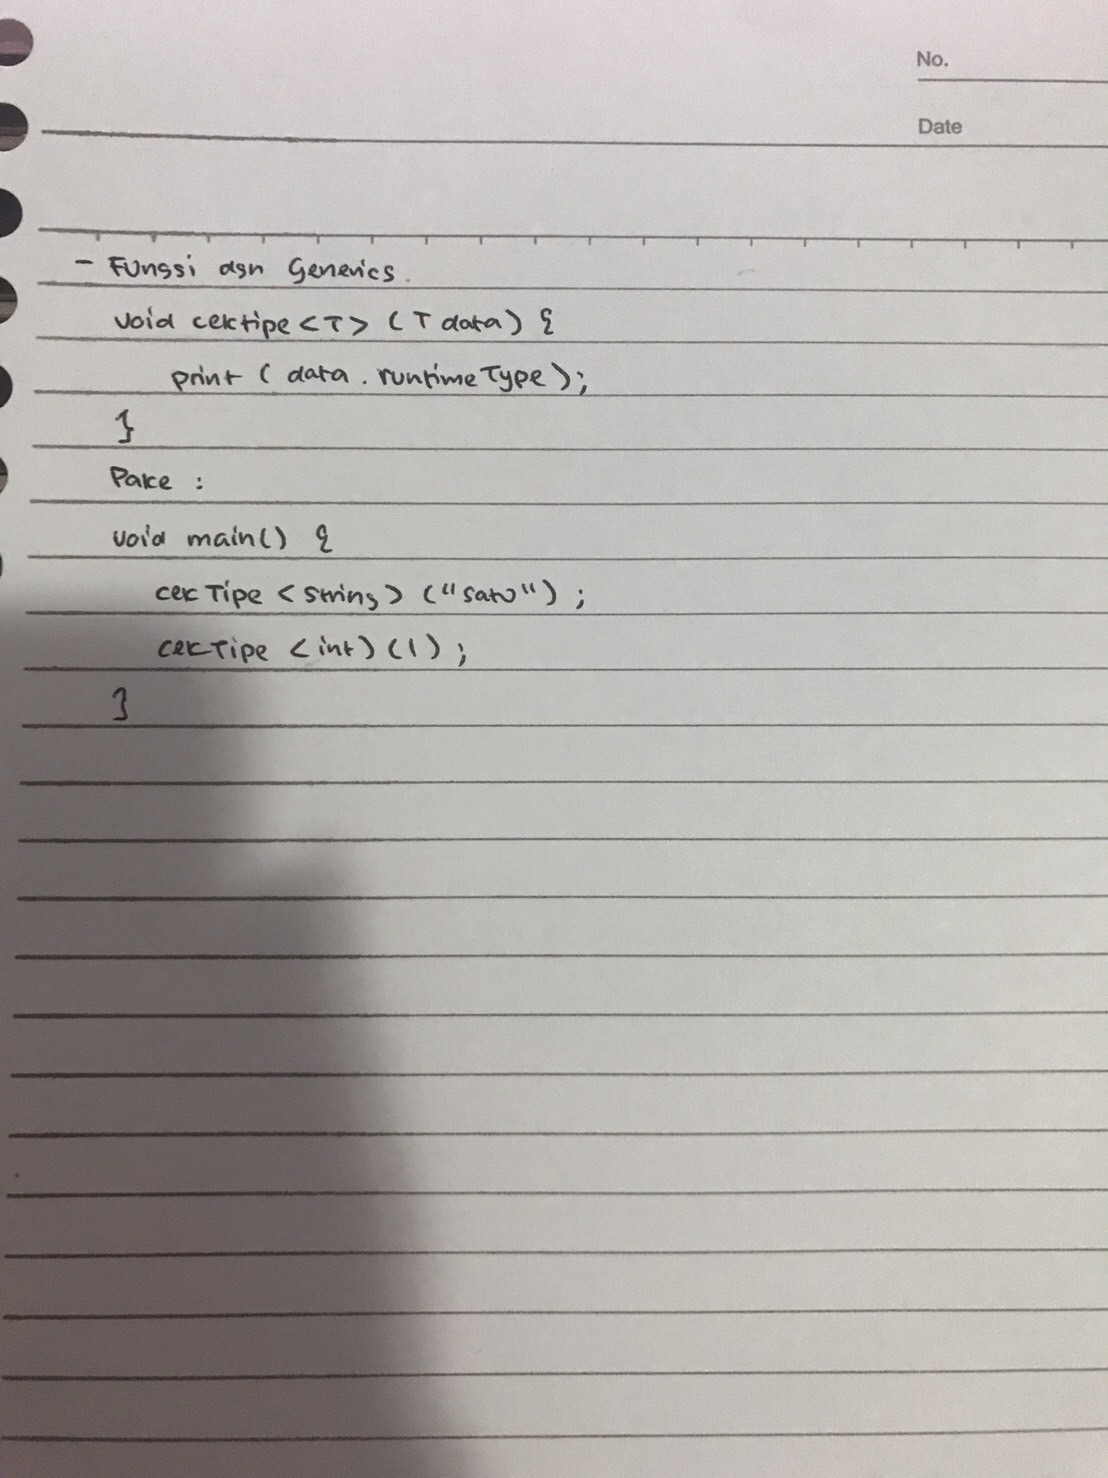 No.
Date
- Fungsi dgn Generics.
void cektipe <T> (T data) {
print ( data . runtimeType );
}
Pake :
void main() {
cekTipe < String > ("satu") ;
cekTipe < int) (1) ;
}